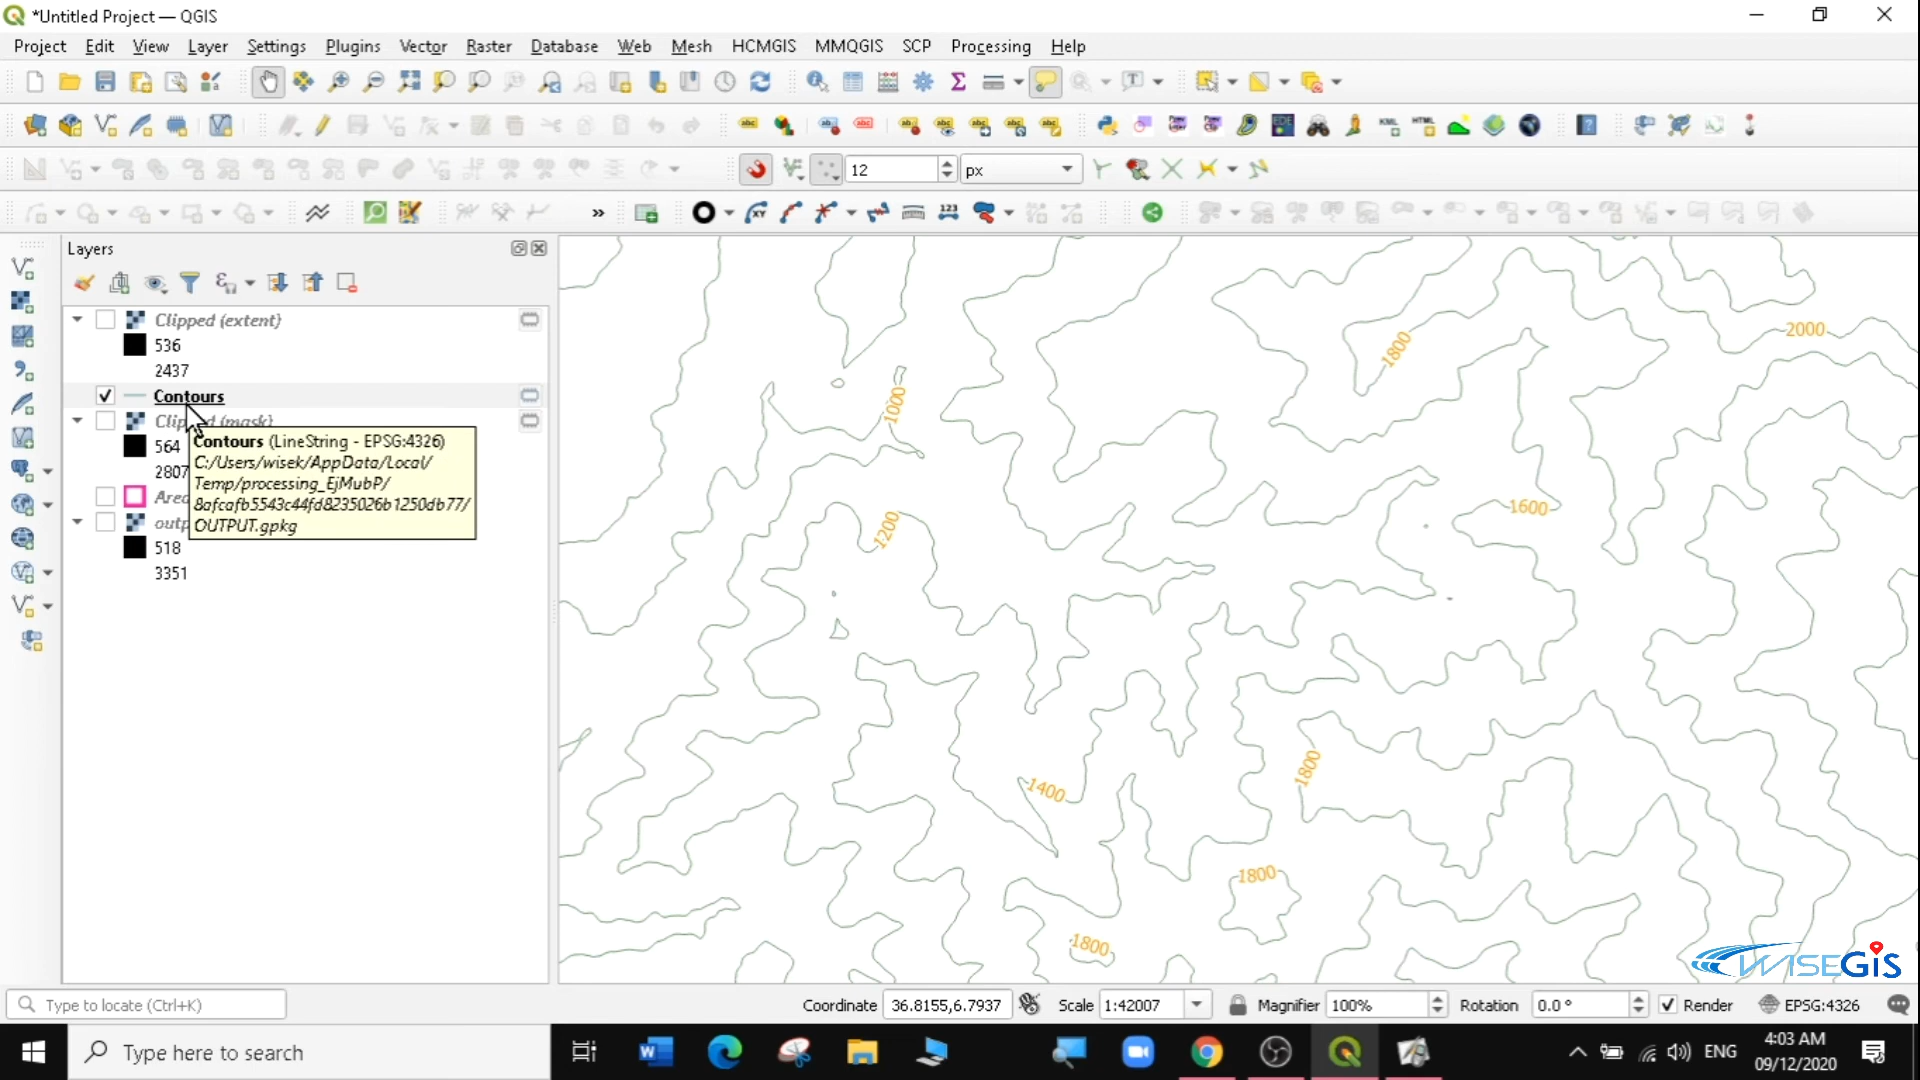 *Untitled Project — QGIS
Project Edit View Layer Settings Plugins Vector Raster Database Web Mesh HCMGIS MMQGIS SCP Processing Help
12 px
123
Layers
Clipped (extent)
536
2437
Contours
564
2807
518
3351
Contours (LineString - EPSG:4326)
C:/Users/wisek/AppData/Local/
Temp/processing_EjMubP/
8afcafb5543c44fd8235026b1250db77/
OUTPUT.gpkg
2000
1800
1000
1600
1200
1800
1400
1800
1800
WISEGIS
Type to locate (Ctrl+K)
Coordinate 36.8155,6.7937 Scale 1:42007 Magnifier 100% Rotation 0.0 ° Render EPSG:4326
Type here to search
ENG
4:03 AM
09/12/2020